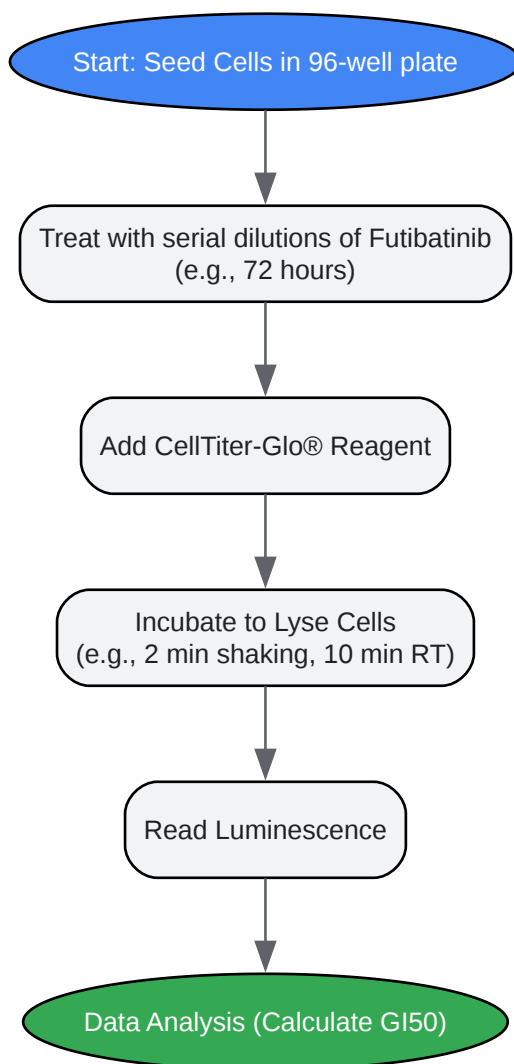 Start: Seed Cells in 96-well plate
Treat with serial dilutions of Futibatinib
(e.g., 72 hours)
Add CellTiter-Glo® Reagent
Incubate to Lyse Cells
(e.g., 2 min shaking, 10 min RT)
Read Luminescence
Data Analysis (Calculate GI50)